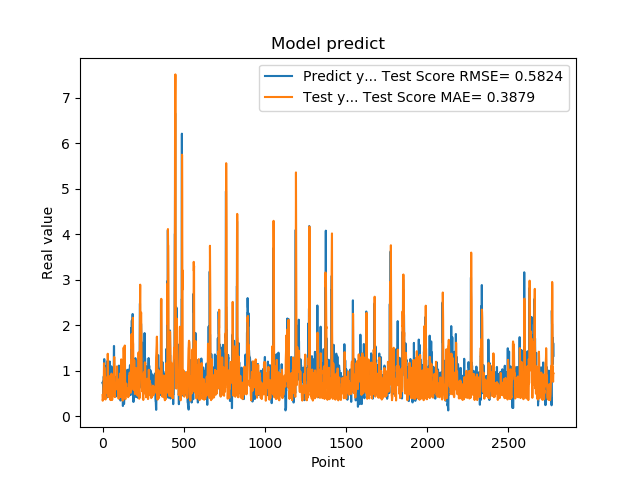 Model predict
Predict y... Test Score RMSE= 0.5824
Test y... Test Score MAE= 0.3879
Real value
7
6
5
4
3
2
1
0
0 500 1000 1500 2000 2500
Point